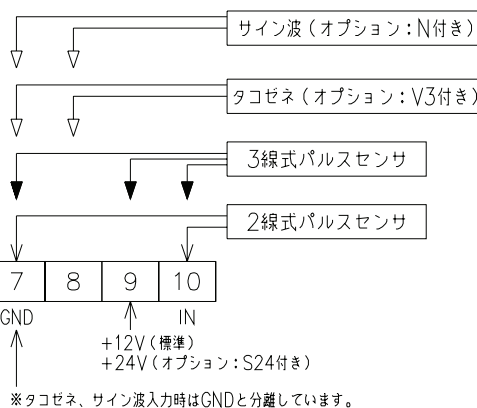 サイン波（オプション：N付き）
タコゼネ（オプション：V3付き）
3線式パルスセンサ
2線式パルスセンサ
7 8 9 10
GND IN
+12V（標準）
+24V（オプション：S24付き）
※タコゼネ、サイン波入力時はGNDと分離しています。